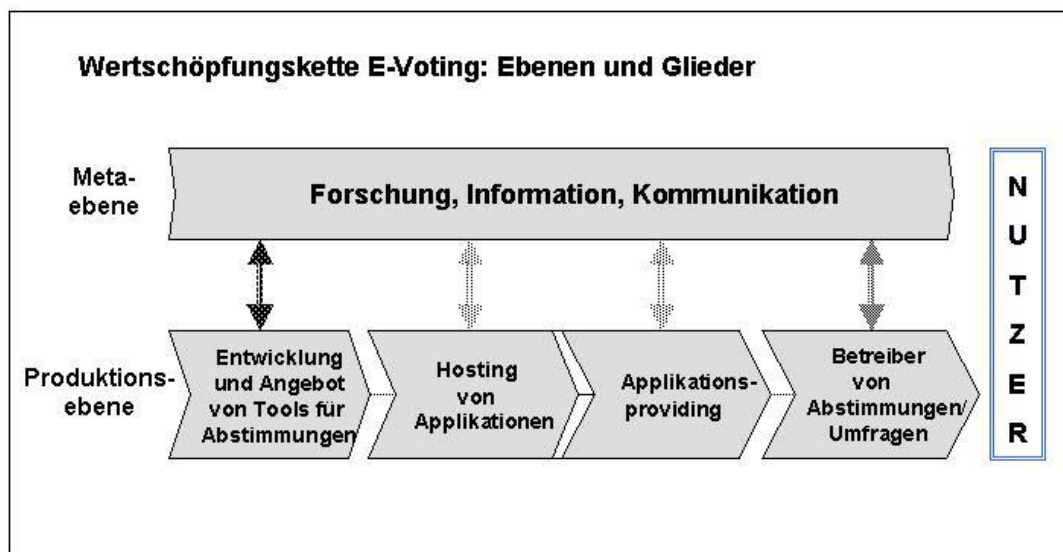 Wertschöpfungskette E-Voting: Ebenen und Glieder
Meta-
ebene
Forschung, Information, Kommunikation
Produktions-
ebene
Entwicklung
und Angebot
von Tools für
Abstimmungen
Hosting
von
Applikationen
Applikations-
providing
Betreiber
von
Abstimmungen/
Umfragen
N
U
T
Z
E
R